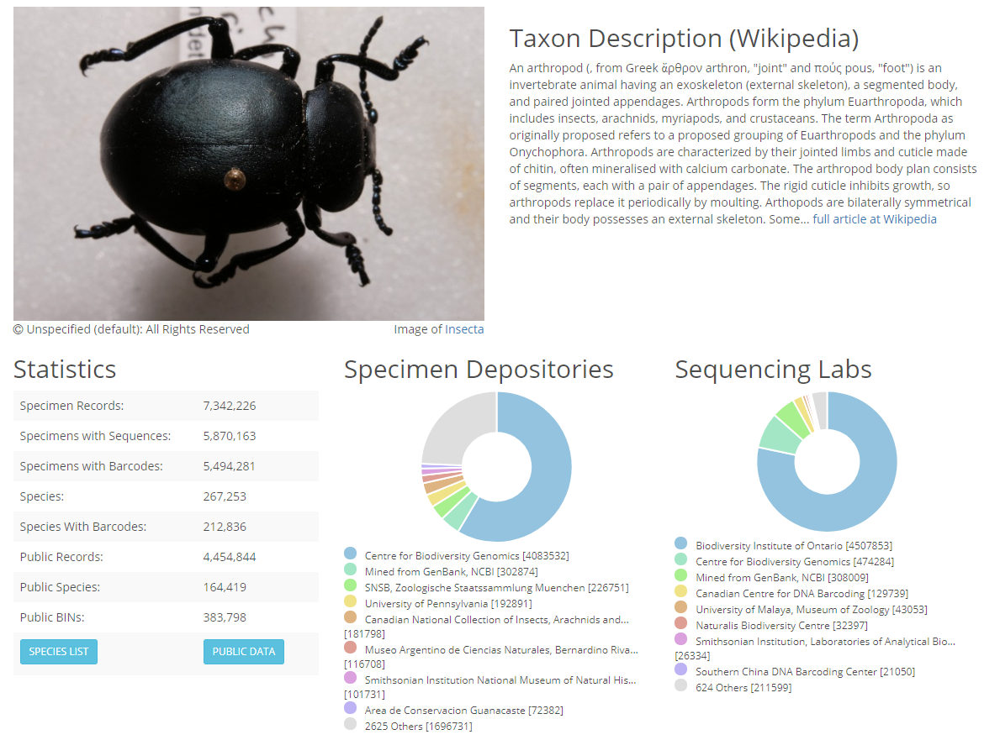 Taxon Description (Wikipedia)
An arthropod (, from Greek ἄρθρον arthron, "joint" and πούς pous, "foot") is an
invertebrate animal having an exoskeleton (external skeleton), a segmented body,
and paired jointed appendages. Arthropods form the phylum Euarthropoda, which
includes insects, arachnids, myriapods, and crustaceans. The term Arthropoda as
originally proposed refers to a proposed grouping of Euarthropods and the phylum
Onychophora. Arthropods are characterized by their jointed limbs and cuticle made
of chitin, often mineralised with calcium carbonate. The arthropod body plan consists
of segments, each with a pair of appendages. The rigid cuticle inhibits growth, so
arthropods replace it periodically by moulting. Arthopods are bilaterally symmetrical
and their body possesses an external skeleton. Some... full article at Wikipedia
© Unspecified (default): All Rights Reserved
Image of Insecta
Statistics
Specimen Records: 7,342,226
Specimens with Sequences: 5,870,163
Specimens with Barcodes: 5,494,281
Species: 267,253
Species With Barcodes: 212,836
Public Records: 4,454,844
Public Species: 164,419
Public BINs: 383,798
SPECIES LIST
PUBLIC DATA
Specimen Depositories
Centre for Biodiversity Genomics [4083532]
Mined from GenBank, NCBI [302874]
SNSB, Zoologische Staatssammlung Muenchen [226751]
University of Pennsylvania [192891]
Canadian National Collection of Insects, Arachnids and...
[181798]
Museo Argentino de Ciencias Naturales, Bernardino Riva...
[116708]
Smithsonian Institution National Museum of Natural His...
[101731]
Area de Conservacion Guanacaste [72382]
2625 Others [1696731]
Sequencing Labs
Biodiversity Institute of Ontario [4507853]
Centre for Biodiversity Genomics [474284]
Mined from GenBank, NCBI [308009]
Canadian Centre for DNA Barcoding [129739]
University of Malaya, Museum of Zoology [43053]
Naturalis Biodiversity Centre [32397]
Smithsonian Institution, Laboratories of Analytical Bio...
[26334]
Southern China DNA Barcoding Center [21050]
624 Others [211599]